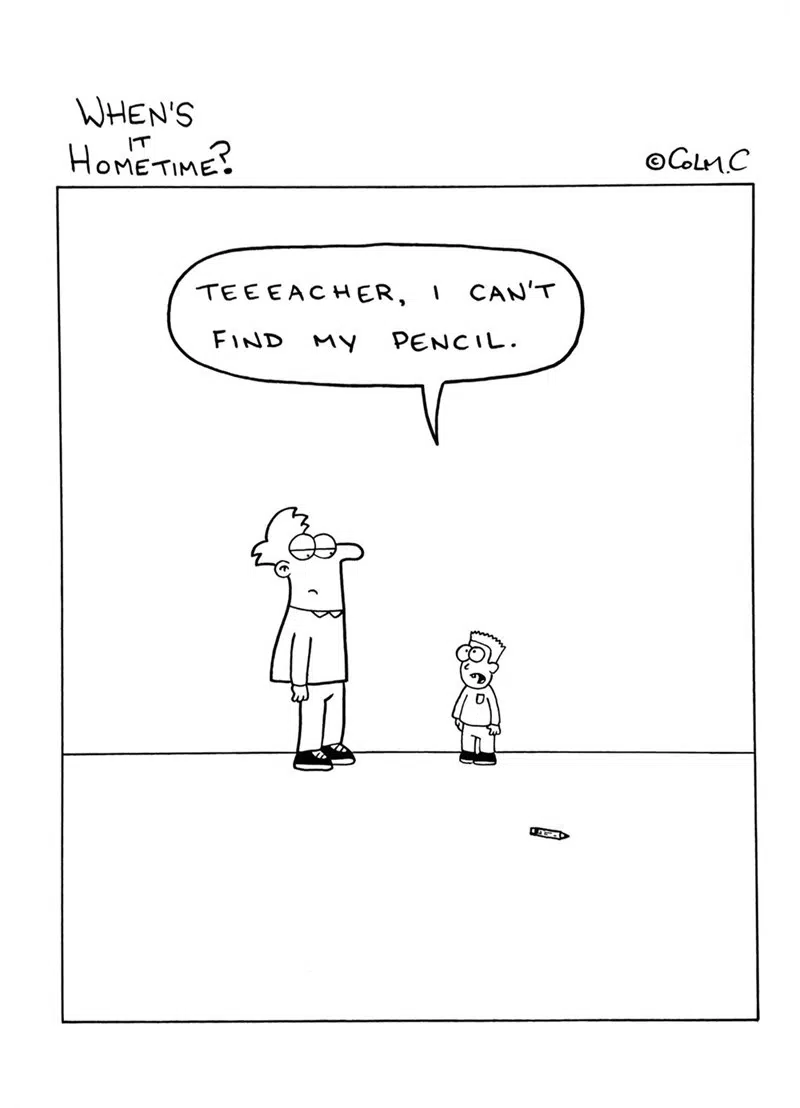 WHEN'S
IT
HOMETIME?
©COLM.C
TEEEACHER, I CAN'T
FIND MY PENCIL.